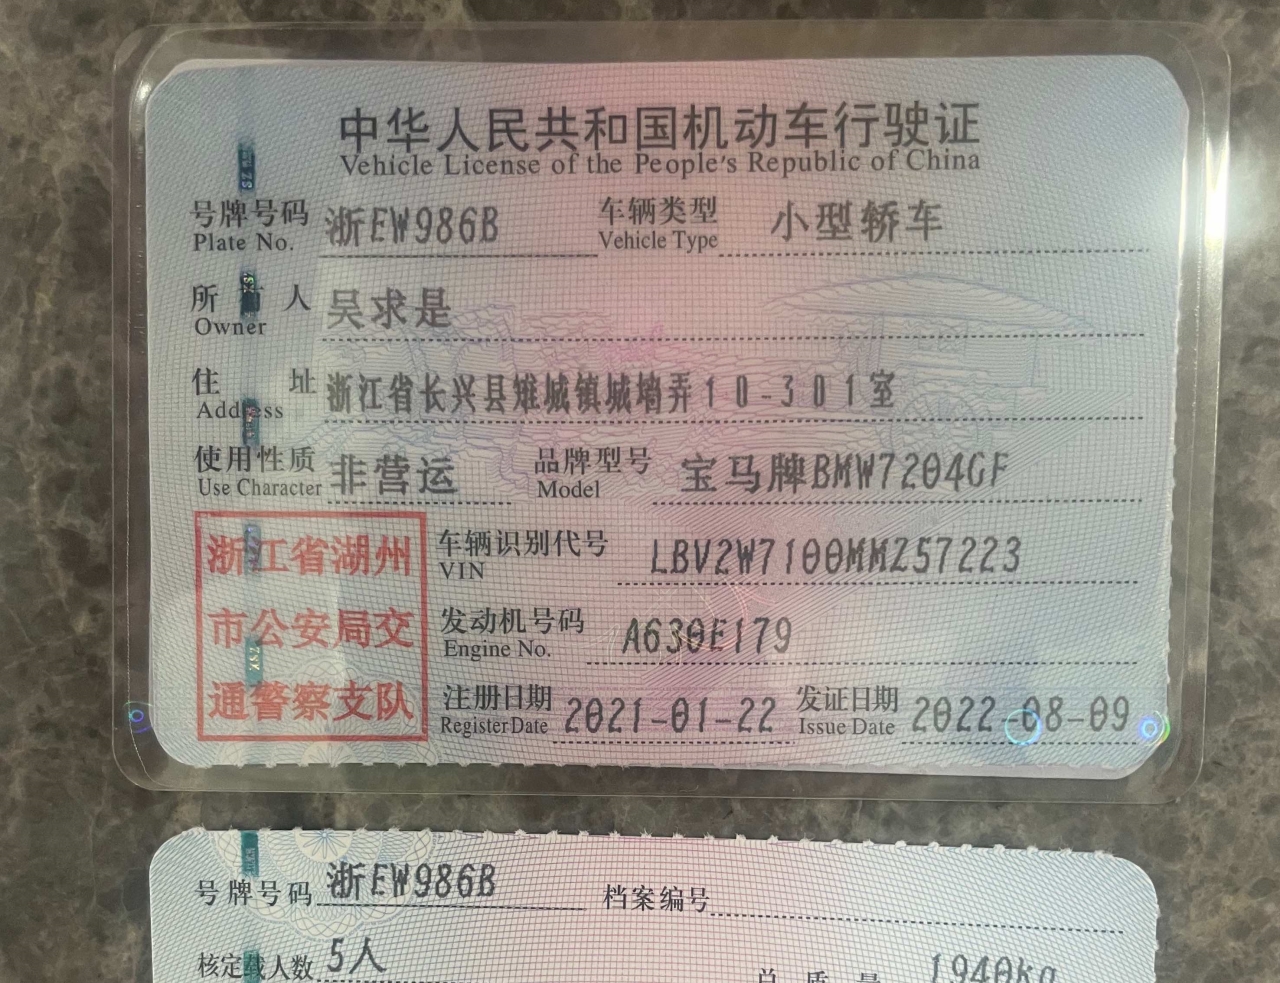 中华人民共和国机动车行驶证
Vehicle License of the People's Republic of China
号牌号码 浙EW986B 车辆类型 小型轿车
Plate No. Vehicle Type
所有人 吴求是
Owner
住址 浙江省长兴县雉城镇城墙弄10-301室
Address
使用性质 非营运 品牌型号 宝马牌BMW7204GF
Use Character Model
浙江省湖州
市公安局交
通警察支队
车辆识别代号 LBV2W7100MMZ57223
VIN
发动机号码 A630E179
Engine No.
注册日期 2021-01-22 发证日期 2022-08-09
Register Date Issue Date
号牌号码 浙EW986B 档案编号
核定载人数 5人 总质量 1940kg